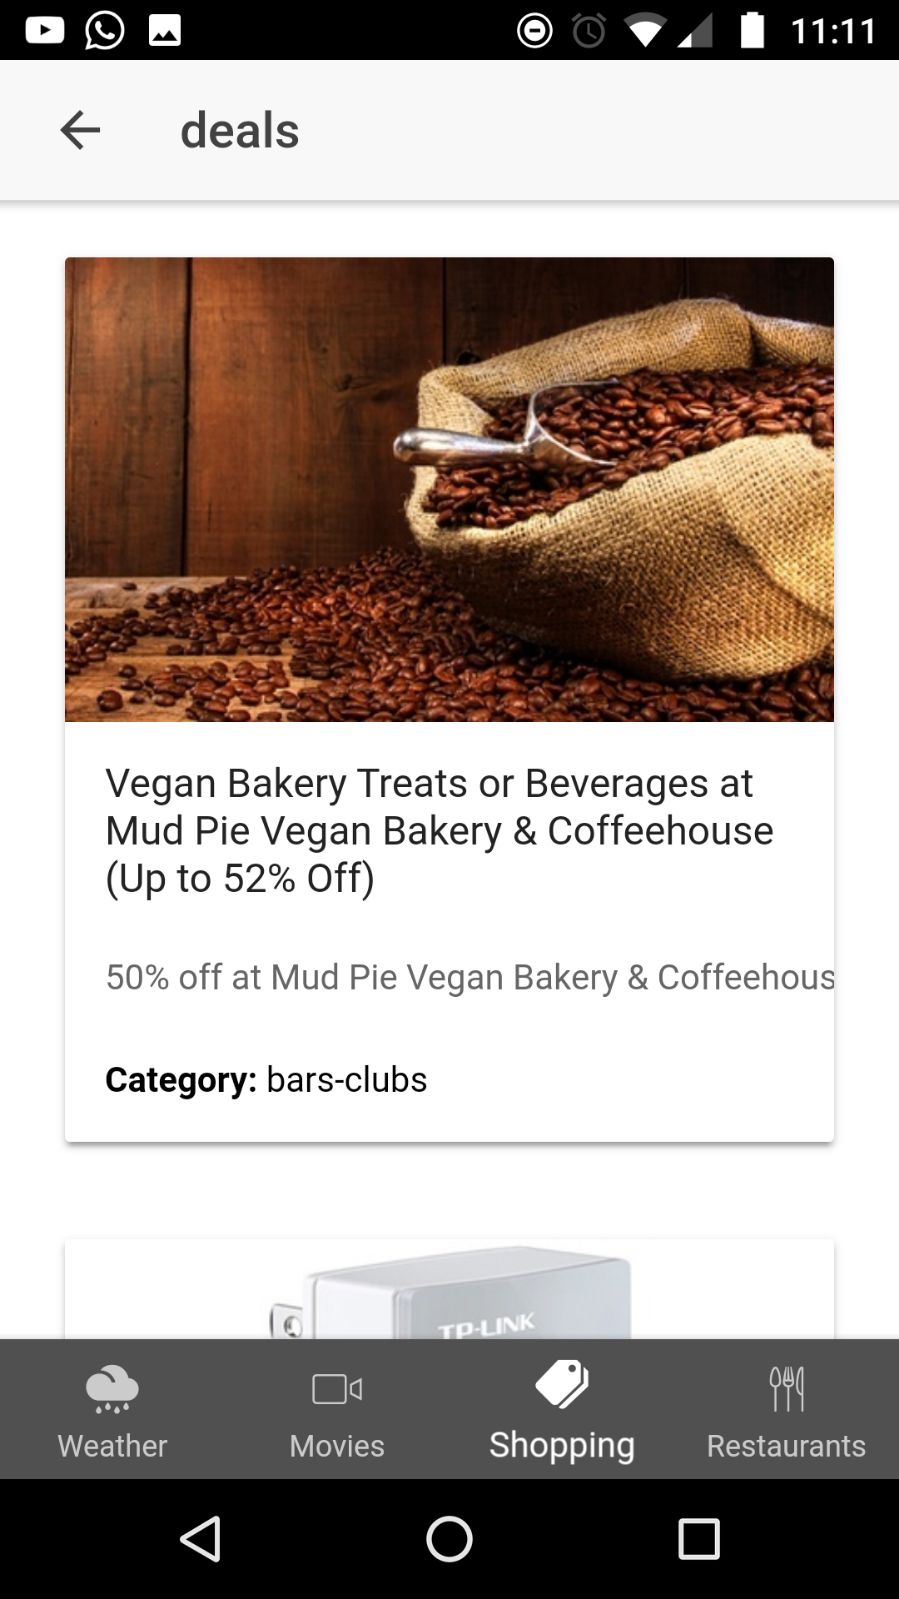 11:11
deals
Vegan Bakery Treats or Beverages at
Mud Pie Vegan Bakery & Coffeehouse
(Up to 52% Off)
50% off at Mud Pie Vegan Bakery & Coffeehous
Category: bars-clubs
TP-LINK
Weather
Movies
Shopping
Restaurants